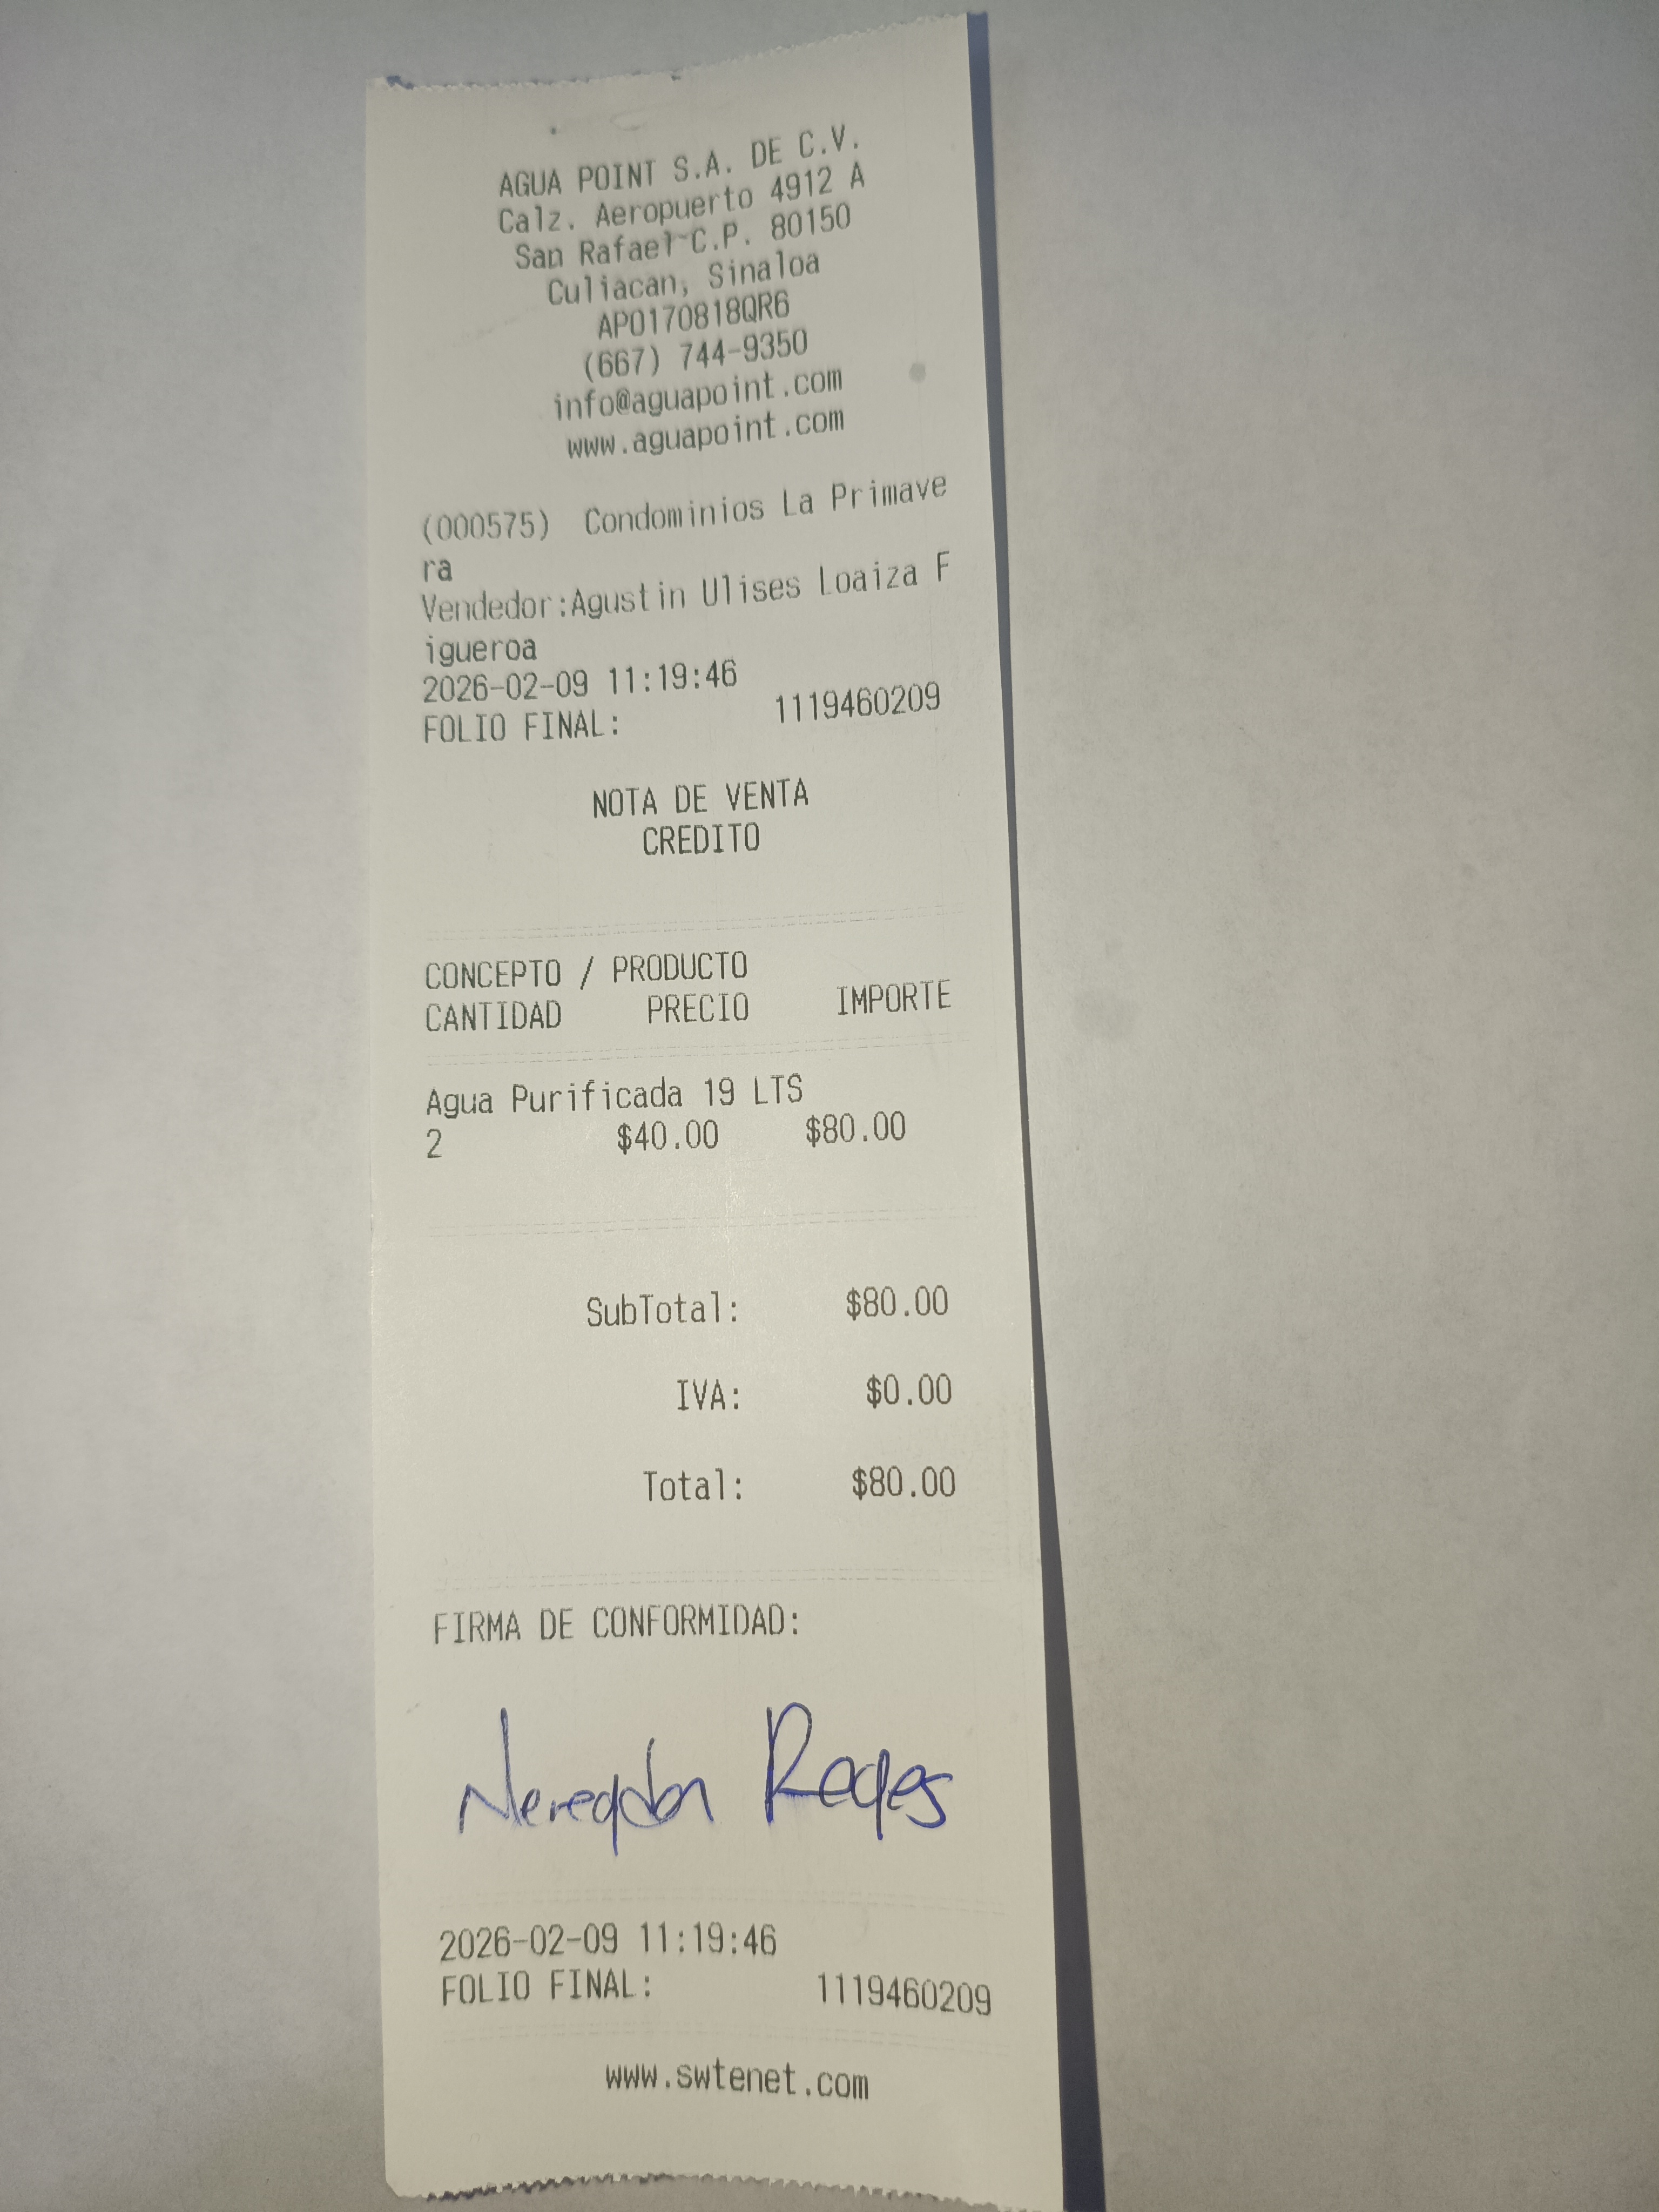 AGUA POINT S.A. DE C.V.
Calz. Aeropuerto 4912 A
San Rafael C.P. 80150
Culiacan, Sinaloa
APO170818QR6
(667) 744-9350
info@aguapoint.com
www.aguapoint.com
(000575) Condominios La Primave
ra
Vendedor:Agustin Ulises Loaiza F
igueroa
2026-02-09 11:19:46
FOLIO FINAL: 1119460209
NOTA DE VENTA
CREDITO
CONCEPTO / PRODUCTO
CANTIDAD PRECIO IMPORTE
Agua Purificada 19 LTS
2 $40.00 $80.00
SubTotal: $80.00
IVA: $0.00
Total: $80.00
FIRMA DE CONFORMIDAD:
Reyes
2026-02-09 11:19:46
FOLIO FINAL: 1119460209
www.swtenet.com